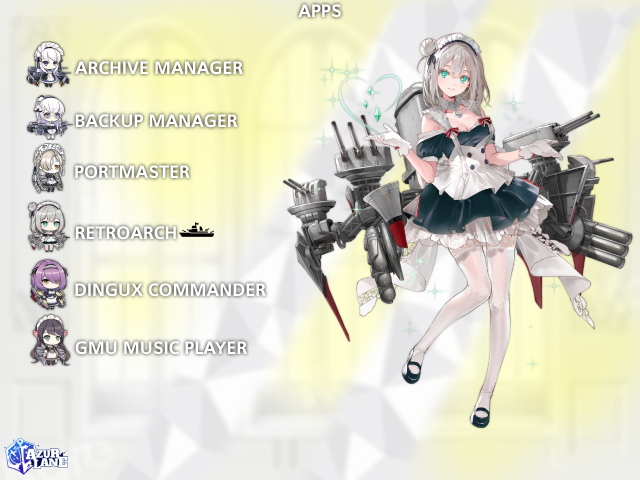 APPS
ARCHIVE MANAGER
BACKUP MANAGER
PORTMASTER
RETROARCH
DINGUX COMMANDER
GMU MUSIC PLAYER
AZUR
LANE